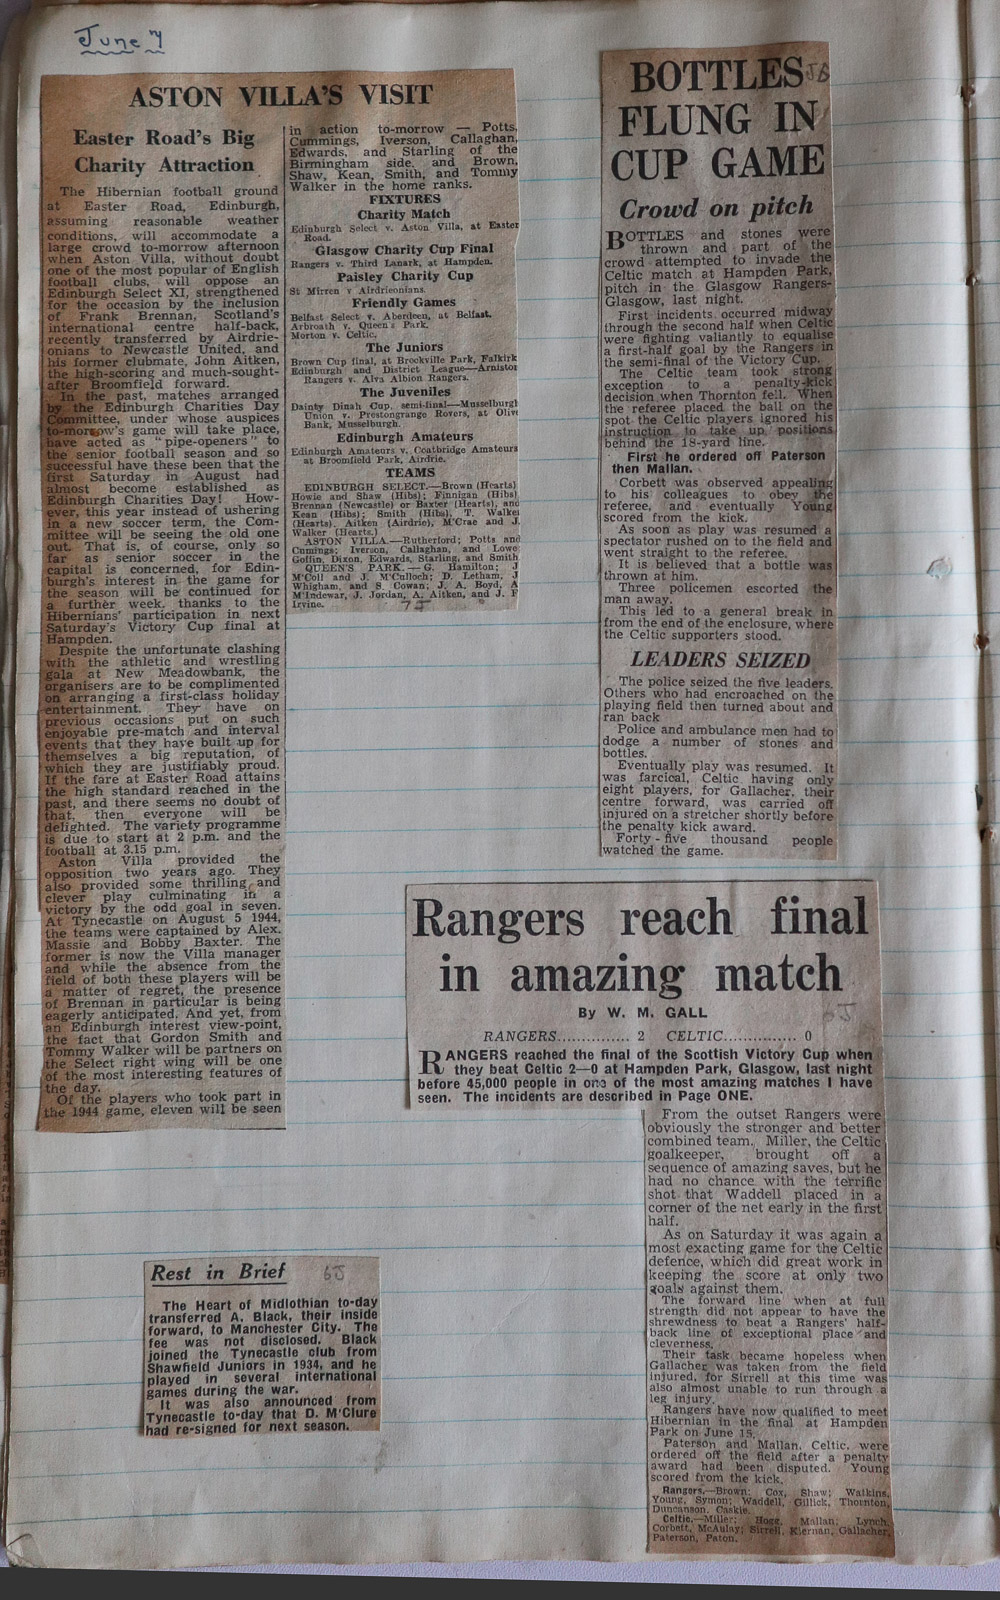 June 7
ASTON VILLA'S VISIT
Easter Road's Big
Charity Attraction
The Hibernian football ground
at Easter Road, Edinburgh,
assuming reasonable weather
conditions, will accommodate a
large crowd to-morrow afternoon
when Aston Villa, without doubt
one of the most popular of English
football clubs, will oppose an
Edinburgh Select XI, strengthened
for the occasion by the inclusion
of Frank Brennan, Scotland's
international centre half-back,
recently transferred by Airdrie-
onians to Newcastle United, and
his former clubmate, John Aitken,
the high-scoring and much-sought-
after Broomfield forward.
In the past, matches arranged
by the Edinburgh Charities Day
Committee, under whose auspices
to-morrow's game will take place,
have acted as "pipe-openers" to
the senior football season and so
successful have these been that the
first Saturday in August had
almost become established as
Edinburgh Charities Day! How-
ever, this year instead of ushering
in a new soccer term, the Com-
mittee will be seeing the old one
out. That is, of course, only so
far as senior soccer in the
capital is concerned, for Edin-
burgh's interest in the game for
the season will be continued for
a further week, thanks to the
Hibernians' participation in next
Saturday's Victory Cup final at
Hampden.
Despite the unfortunate clashing
with the athletic and wrestling
gala at New Meadowbank, the
organisers are to be complimented
on arranging a first-class holiday
entertainment. They have on
previous occasions put on such
enjoyable pre-match and interval
events that they have built up for
themselves a big reputation, of
which they are justifiably proud.
If the fare at Easter Road attains
the high standard reached in the
past, and there seems no doubt of
that, then everyone will be
delighted. The variety programme
is due to start at 2 p.m. and the
football at 3.15 p.m.
Aston Villa provided the
opposition two years ago. They
also provided some thrilling and
clever play culminating in a
victory by the odd goal in seven.
At Tynecastle on August 5 1944,
the teams were captained by Alex.
Massie and Bobby Baxter. The
former is now the Villa manager
and while the absence from the
field of both these players will be
a matter of regret, the presence
of Brennan in particular is being
eagerly anticipated. And yet, from
an Edinburgh interest view-point,
the fact that Gordon Smith and
Tommy Walker will be partners on
the Select right wing will be one
of the most interesting features of
the day.
Of the players who took part in
the 1944 game, eleven will be seen
in action to-morrow — Potts,
Cummings, Iverson, Callaghan,
Edwards, and Starling of the
Birmingham side, and Brown,
Shaw, Kean, Smith, and Tommy
Walker in the home ranks.
FIXTURES
Charity Match
Edinburgh Select v. Aston Villa, at Easter
Road.
Glasgow Charity Cup Final
Rangers v. Third Lanark, at Hampden.
Paisley Charity Cup
St Mirren v Airdrieonians.
Friendly Games
Belfast Select v. Aberdeen, at Belfast.
Arbroath v. Queen's Park.
Morton v. Celtic.
The Juniors
Brown Cup final, at Brockville Park, Falkirk
Edinburgh and District League—Arniston
Rangers v. Alva Albion Rangers.
The Juveniles
Dainty Dinah Cup, semi-final—Musselburgh
Union v. Prestongrange Rovers, at Olive
Bank, Musselburgh.
Edinburgh Amateurs
Edinburgh Amateurs v. Coatbridge Amateurs
at Broomfield Park, Airdrie.
TEAMS
EDINBURGH SELECT.—Brown (Hearts)
Howie and Shaw (Hibs); Finnigan (Hibs)
Brennan (Newcastle) or Baxter (Hearts), and
Kean (Hibs); Smith (Hibs), T. Walker
(Hearts), Aitken (Airdrie), M'Crae and J.
Walker (Hearts.)
ASTON VILLA.—Rutherford; Potts and
Cumings; Iverson, Callaghan, and Lowe
Goffin, Dixon, Edwards, Starling, and Smith
QUEEN'S PARK.—G. Hamilton; J
M'Coll and J. M'Culloch; D. Letham, J
Whigham, and S. Cowan; J. A. Boyd, A
M'Indewar, J. Jordan, A. Aitken, and J. F
Irvine.
7J
BOTTLES
FLUNG IN
CUP GAME
Crowd on pitch
BOTTLES and stones were
thrown and part of the
crowd attempted to invade the
Celtic match at Hampden Park,
pitch in the Glasgow Rangers-
Glasgow, last night.
First incidents occurred midway
through the second half when Celtic
were fighting valiantly to equalise
a first-half goal by the Rangers in
the semi-final of the Victory Cup.
The Celtic team took strong
exception to a penalty-kick
decision when Thornton fell. When
the referee placed the ball on the
spot the Celtic players ignored his
instruction to take up positions
behind the 18-yard line.
First he ordered off Paterson
then Mallan.
Corbett was observed appealing
to his colleagues to obey the
referee, and eventually Young
scored from the kick.
As soon as play was resumed a
spectator rushed on to the field and
went straight to the referee.
It is believed that a bottle was
thrown at him.
Three policemen escorted the
man away.
This led to a general break in
from the end of the enclosure, where
the Celtic supporters stood.
LEADERS SEIZED
The police seized the five leaders.
Others who had encroached on the
playing field then turned about and
ran back
Police and ambulance men had to
dodge a number of stones and
bottles.
Eventually play was resumed. It
was farcical, Celtic having only
eight players, for Gallacher, their
centre forward, was carried off
injured on a stretcher shortly before
the penalty kick award.
Forty-five thousand people
watched the game.
Rangers reach final
in amazing match
By W. M. GALL
6J
RANGERS.............. 2 CELTIC.............. 0
RANGERS reached the final of the Scottish Victory Cup when
they beat Celtic 2—0 at Hampden Park, Glasgow, last night
before 45,000 people in one of the most amazing matches I have
seen. The incidents are described in Page ONE.
From the outset Rangers were
obviously the stronger and better
combined team. Miller, the Celtic
goalkeeper, brought off a
sequence of amazing saves, but he
had no chance with the terrific
shot that Waddell placed in a
corner of the net early in the first
half.
As on Saturday it was again a
most exacting game for the Celtic
defence, which did great work in
keeping the score at only two
goals against them.
The forward line when at full
strength did not appear to have the
shrewdness to beat a Rangers' half-
back line of exceptional place and
cleverness.
Their task became hopeless when
Gallacher was taken from the field
injured, for Sirrell at this time was
also almost unable to run through a
leg injury.
Rangers have now qualified to meet
Hibernian in the final at Hampden
Park on June 15.
Paterson and Mallan, Celtic, were
ordered off the field after a penalty
award had been disputed. Young
scored from the kick.
Rangers.—Brown; Cox, Shaw; Watkins,
Young, Symon; Waddell, Gillick, Thornton,
Duncanson, Caskie.
Celtic.—Miller; Hogg, Mallan; Lynch,
Corbett, McAulay; Sirrell, Kiernan, Gallacher,
Paterson, Paton.
Rest in Brief
6J
The Heart of Midlothian to-day
transferred A. Black, their inside
forward, to Manchester City. The
fee was not disclosed. Black
joined the Tynecastle club from
Shawfield Juniors in 1934, and he
played in several international
games during the war.
It was also announced from
Tynecastle to-day that D. M'Clure
had re-signed for next season.